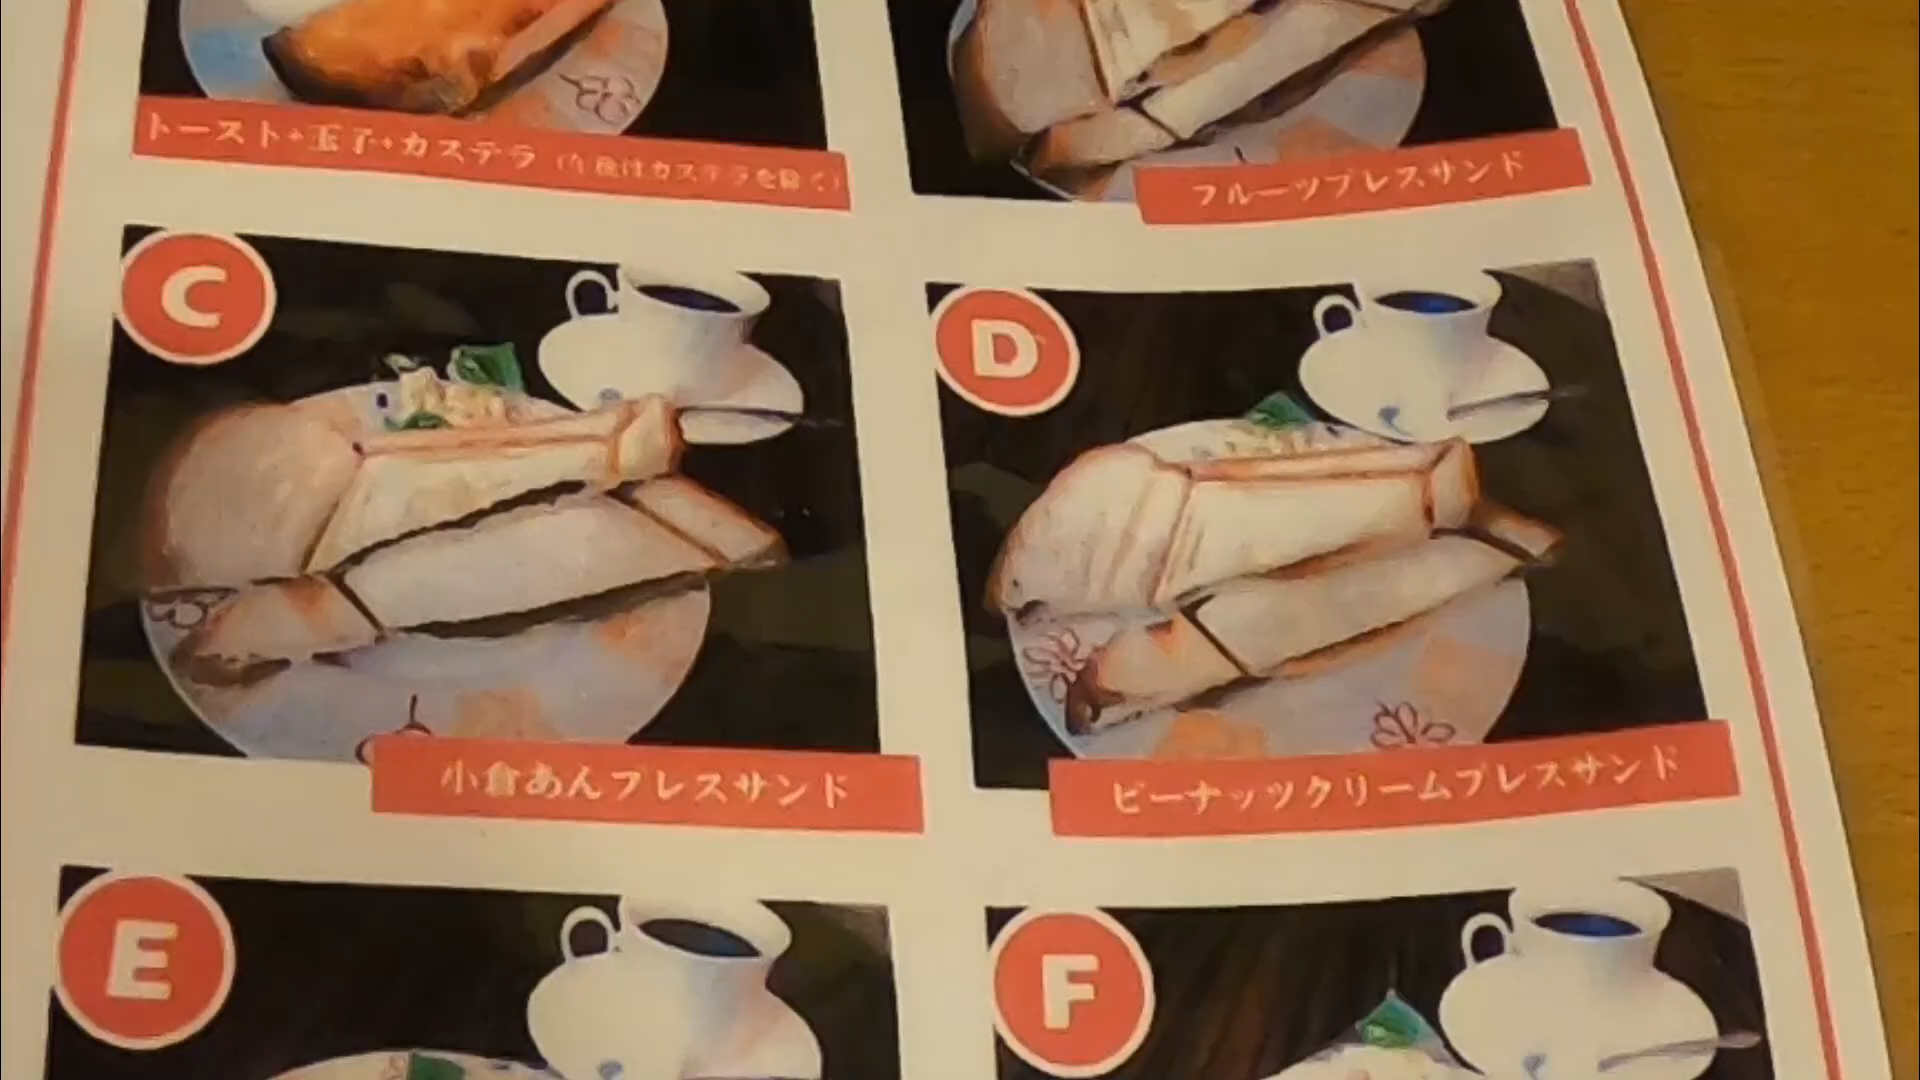 トースト+玉子+カステラ
フルーツプレスサンド
C
D
小倉あんプレスサンド
ピーナッツクリームプレスサンド
E
F